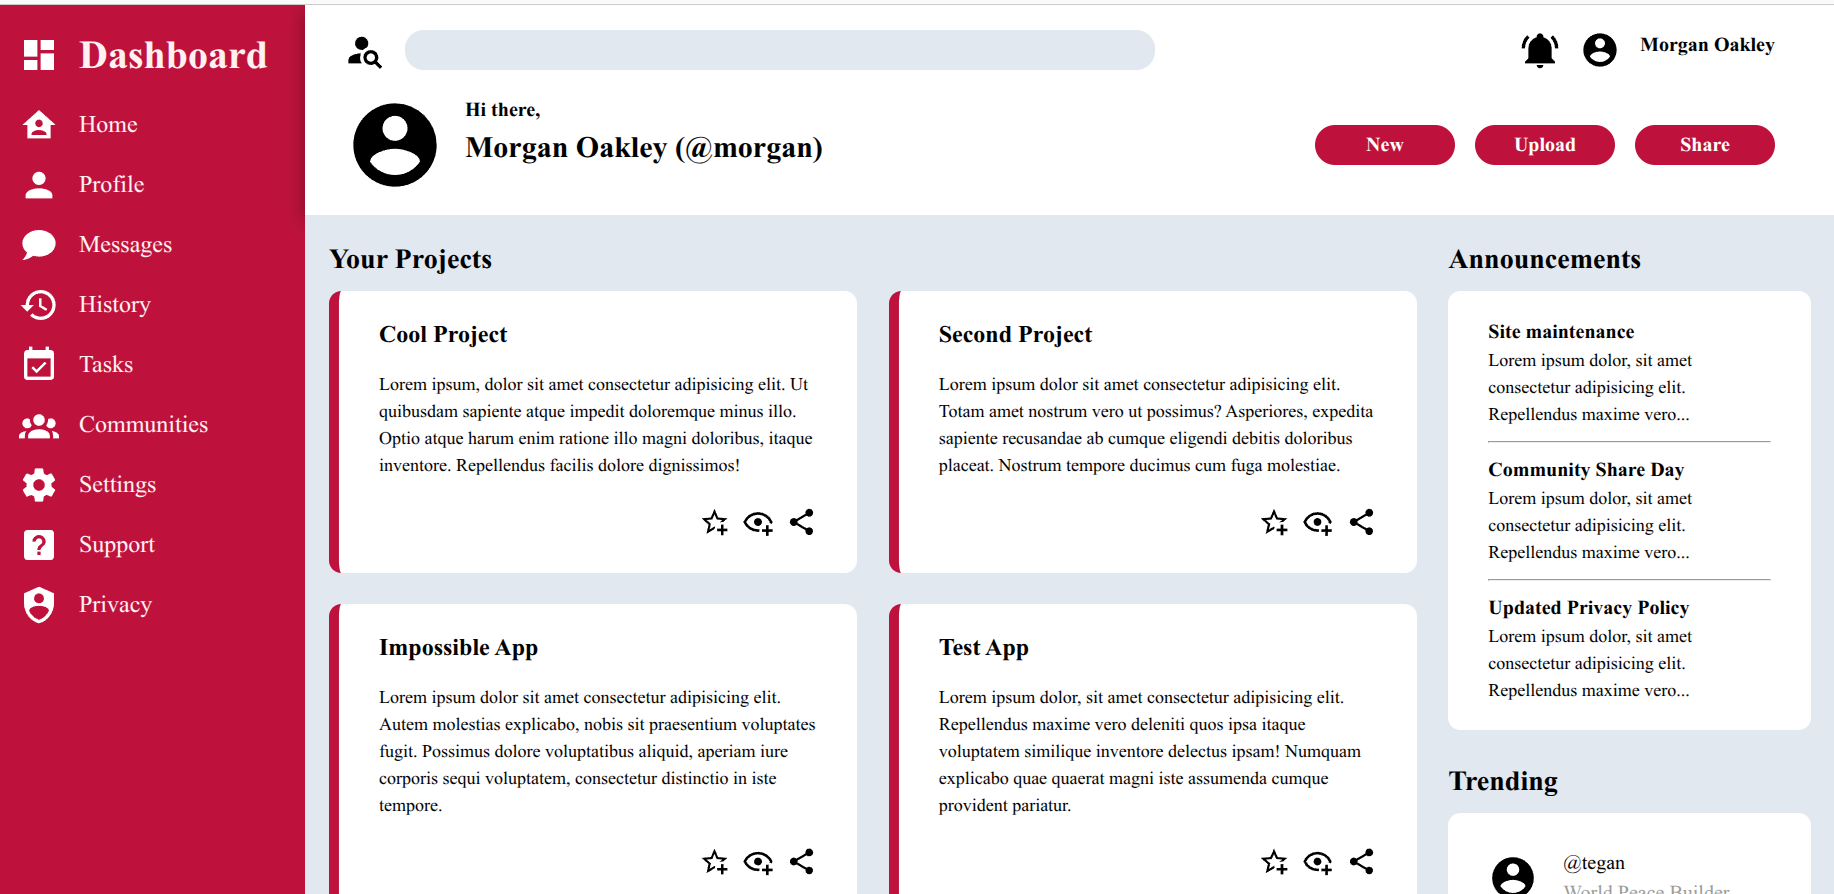 Dashboard
Home
Profile
Messages
History
Tasks
Communities
Settings
Support
Privacy
Morgan Oakley
Hi there,
Morgan Oakley (@morgan)
New
Upload
Share
Your Projects
Cool Project
Lorem ipsum, dolor sit amet consectetur adipisicing elit. Ut
quibusdam sapiente atque impedit doloremque minus illo.
Optio atque harum enim ratione illo magni doloribus, itaque
inventore. Repellendus facilis dolore dignissimos!
Second Project
Lorem ipsum dolor sit amet consectetur adipisicing elit.
Totam amet nostrum vero ut possimus? Asperiores, expedita
sapiente recusandae ab cumque eligendi debitis doloribus
placeat. Nostrum tempore ducimus cum fuga molestiae.
Impossible App
Lorem ipsum dolor sit amet consectetur adipisicing elit.
Autem molestias explicabo, nobis sit praesentium voluptates
fugit. Possimus dolore voluptatibus aliquid, aperiam iure
corporis sequi voluptatem, consectetur distinctio in iste
tempore.
Test App
Lorem ipsum dolor, sit amet consectetur adipisicing elit.
Repellendus maxime vero deleniti quos ipsa itaque
voluptatem similique inventore delectus ipsam! Numquam
explicabo quae quaerat magni iste assumenda cumque
provident pariatur.
Announcements
Site maintenance
Lorem ipsum dolor, sit amet
consectetur adipisicing elit.
Repellendus maxime vero...
Community Share Day
Lorem ipsum dolor, sit amet
consectetur adipisicing elit.
Repellendus maxime vero...
Updated Privacy Policy
Lorem ipsum dolor, sit amet
consectetur adipisicing elit.
Repellendus maxime vero...
Trending
@tegan
World Peace Builder